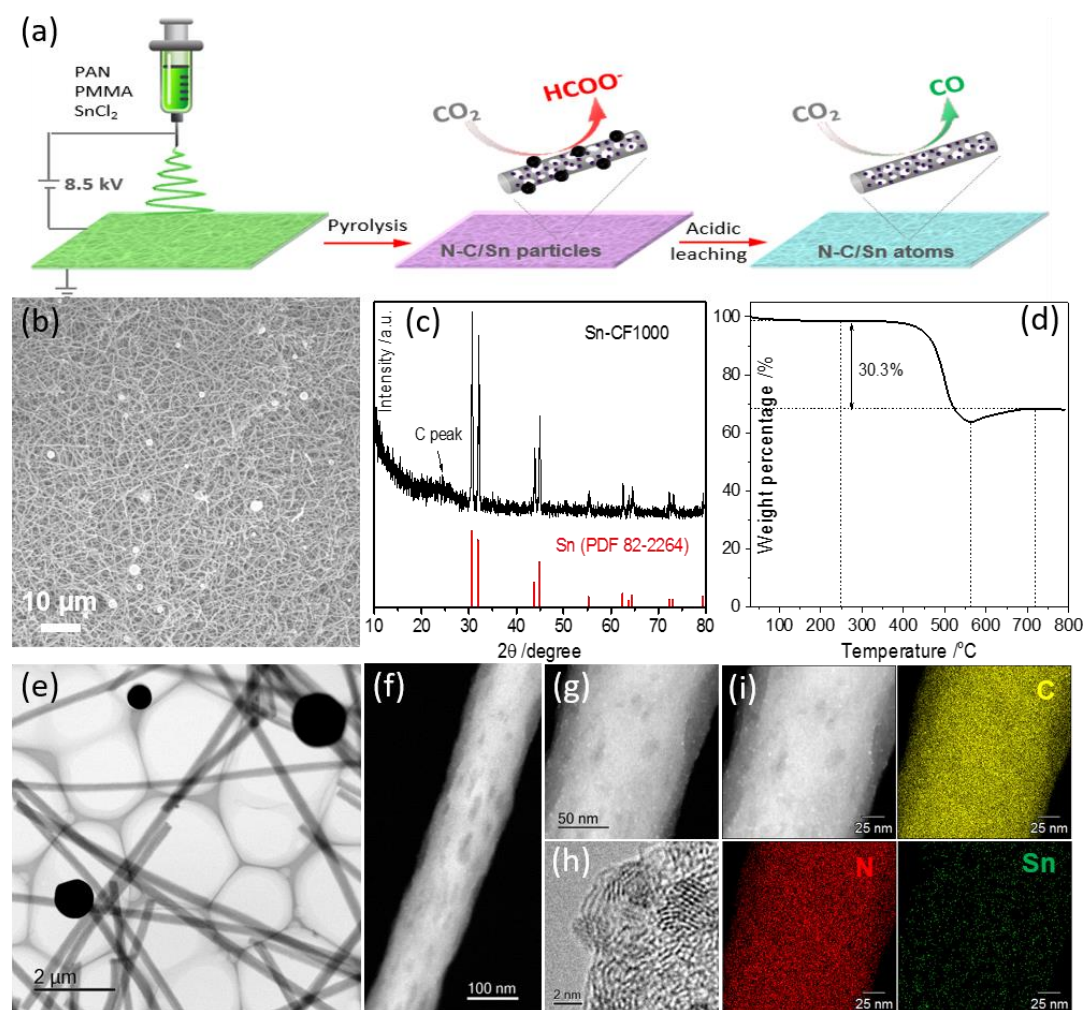 (a)
PAN
PMMA
SnCl₂
8.5 kV
Pyrolysis
CO₂
HCOO⁻
N-C/Sn particles
Acidic
leaching
CO₂
CO
N-C/Sn atoms
(b)
10 µm
(c)
Intensity /a.u.
Sn-CF1000
C peak
Sn (PDF 82-2264)
10 20 30 40 50 60 70 80
2θ /degree
(d)
Weight percentage /%
100
80
60
40
20
0
30.3%
100 200 300 400 500 600 700 800
Temperature /°C
(e)
2 µm
(f)
100 nm
(g)
50 nm
(h)
2 nm
(i)
25 nm
C
25 nm
N
25 nm
Sn
25 nm